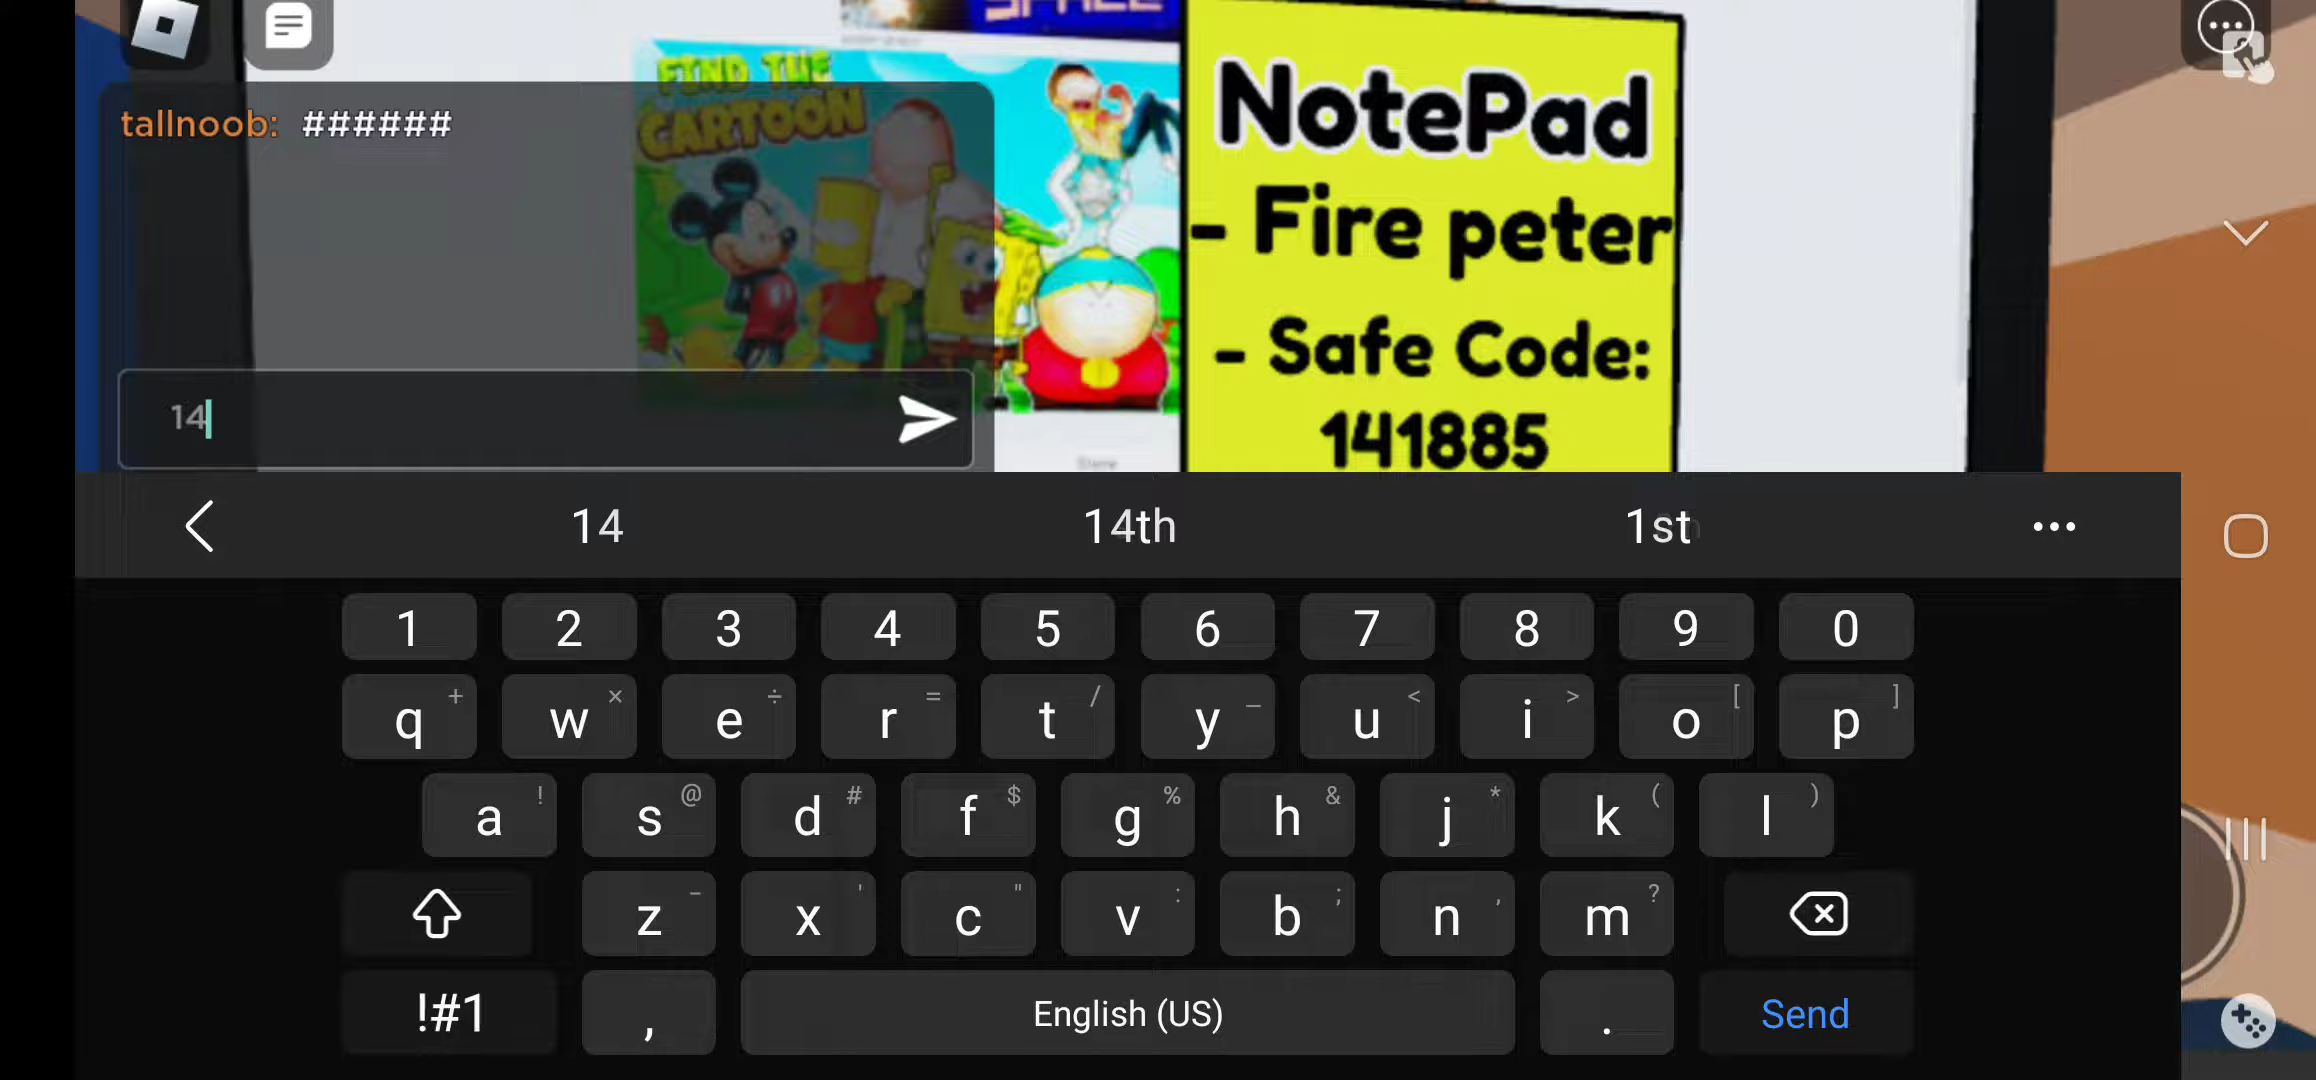 SPACE
FIND THE
CARTOON
NotePad
- Fire peter
- Safe Code:
141885
tallnoob: ######
14
14 14th 1st
1 2 3 4 5 6 7 8 9 0
q + w × e ÷ r = t / y _ u < i > o [ p ]
a ! s @ d # f $ g % h & j * k ( l )
z - x ' c " v : b ; n , m ?
!#1 , English (US) . Send